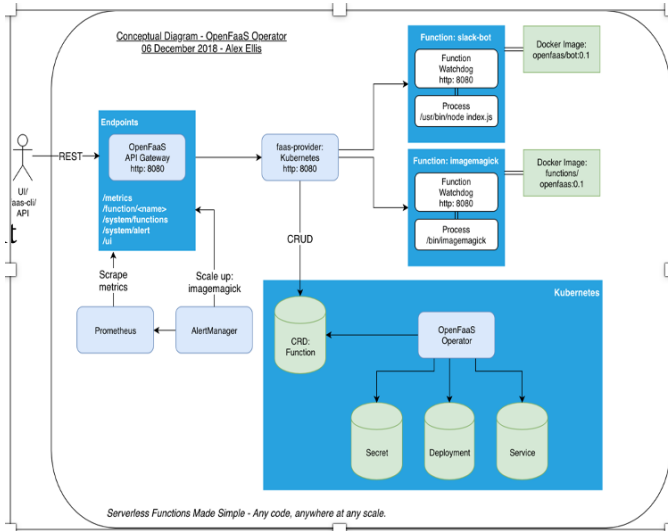 Conceptual Diagram - OpenFaaS Operator
06 December 2018 - Alex Ellis
Function: slack-bot
Function
Watchdog
http: 8080
Process
/usr/bin/node index.js
Docker Image:
openfaas/bot:0.1
Endpoints
OpenFaaS
API Gateway
http: 8080
/metrics
/function/<name>
/system/functions
/system/alert
/ui
REST
UI/
aas-cli/
API
t
faas-provider:
Kubernetes
http: 8080
Function: imagemagick
Function
Watchdog
http: 8080
Process
/bin/imagemagick
Docker Image:
functions/
openfaas:0.1
CRUD
Scrape
metrics
Scale up:
imagemagick
Prometheus
AlertManager
Kubernetes
CRD:
Function
OpenFaaS
Operator
Secret
Deployment
Service
Serverless Functions Made Simple - Any code, anywhere at any scale.